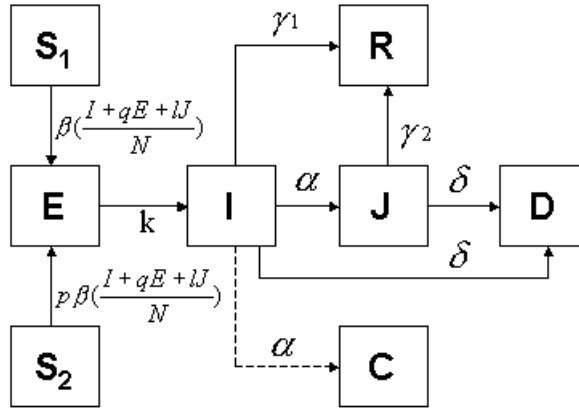 S₁
γ₁
R
β(I + qE + lJ / N)
γ₂
E
k
I
α
J
δ
D
δ
pβ(I + qE + lJ / N)
α
S₂
C